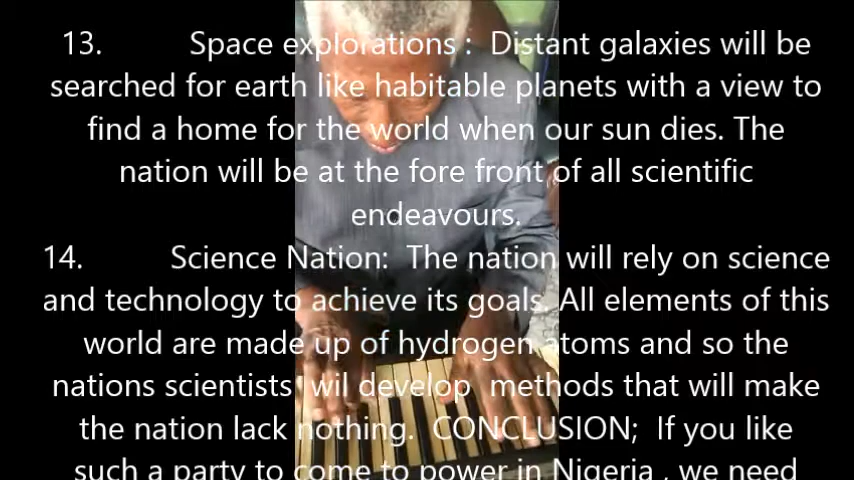 13. Space explorations : Distant galaxies will be
searched for earth like habitable planets with a view to
find a home for the world when our sun dies. The
nation will be at the fore front of all scientific
endeavours.
14. Science Nation: The nation will rely on science
and technology to achieve its goals. All elements of this
world are made up of hydrogen atoms and so the
nations scientists wil develop methods that will make
the nation lack nothing. CONCLUSION; If you like
such a party to come to power in Nigeria , we need